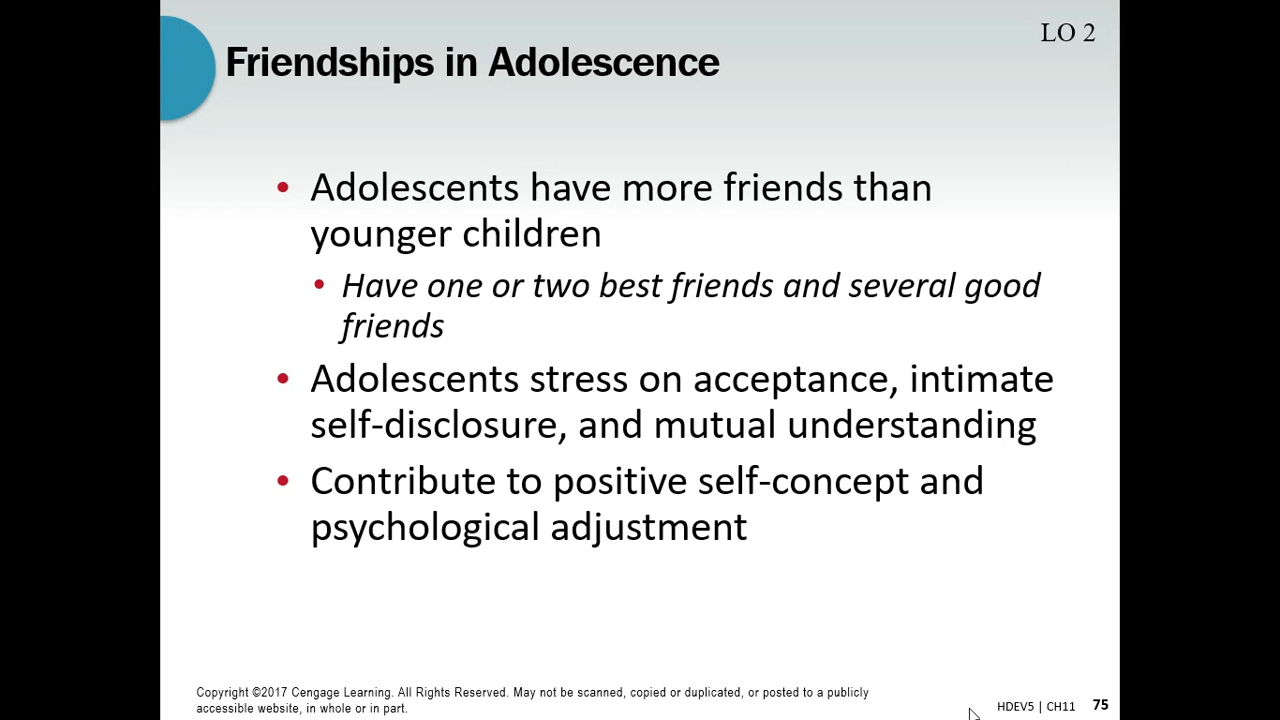 LO 2
Friendships in Adolescence
• Adolescents have more friends than
younger children
• Have one or two best friends and several good
friends
• Adolescents stress on acceptance, intimate
self-disclosure, and mutual understanding
• Contribute to positive self-concept and
psychological adjustment
Copyright ©2017 Cengage Learning. All Rights Reserved. May not be scanned, copied or duplicated, or posted to a publicly
accessible website, in whole or in part.
HDEV5 | CH11 75